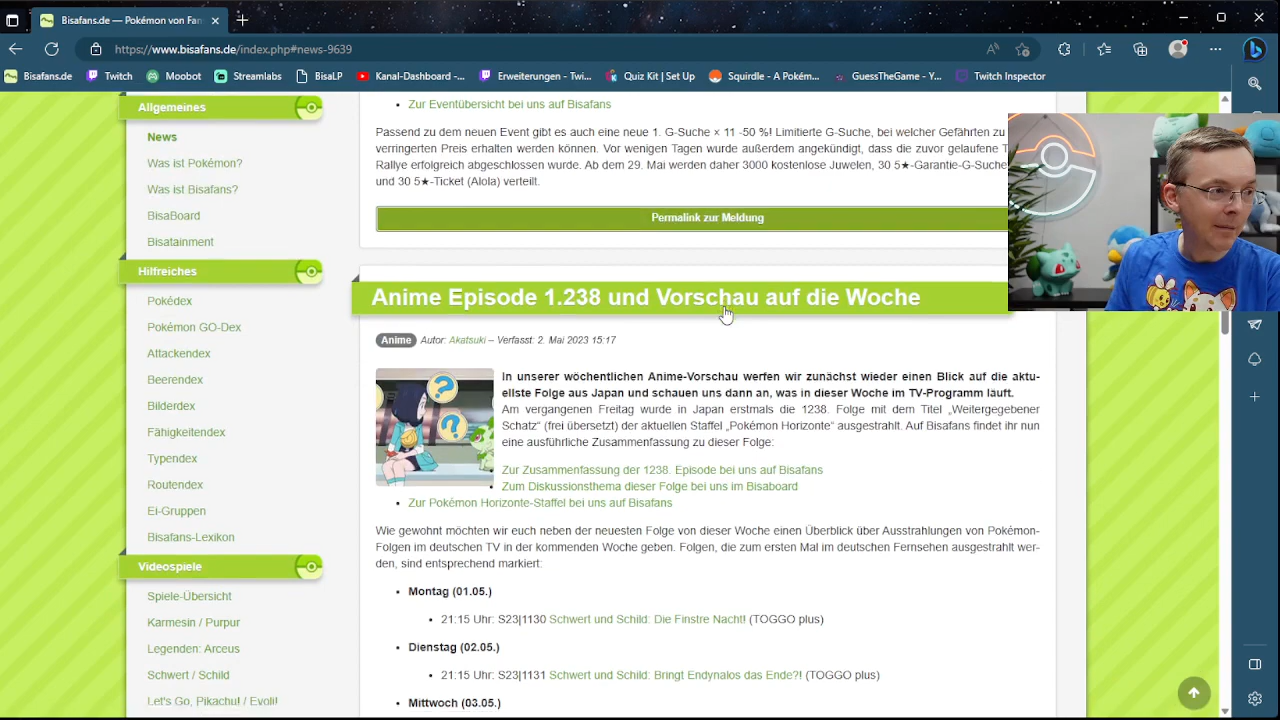 Bisafans.de — Pokémon von Fan
https://www.bisafans.de/index.php#news-9639
Bisafans.de
Twitch
Moobot
Streamlabs
BisaLP
Kanal-Dashboard -...
Erweiterungen - Twi...
Quiz Kit | Set Up
Squirdle - A Pokém...
GuessTheGame - Y...
Twitch Inspector
Allgemeines
News
Was ist Pokémon?
Was ist Bisafans?
BisaBoard
Bisatainment
Hilfreiches
Pokédex
Pokémon GO-Dex
Attackendex
Beerendex
Bilderdex
Fähigkeitendex
Typendex
Routendex
Ei-Gruppen
Bisafans-Lexikon
Videospiele
Spiele-Übersicht
Karmesin / Purpur
Legenden: Arceus
Schwert / Schild
Let's Go, Pikachu! / Evoli!
Zur Eventübersicht bei uns auf Bisafans
Passend zu dem neuen Event gibt es auch eine neue 1. G-Suche × 11 -50 %! Limitierte G-Suche, bei welcher Gefährten zu
verringerten Preis erhalten werden können. Vor wenigen Tagen wurde außerdem angekündigt, dass die zuvor gelaufene T
Rallye erfolgreich abgeschlossen wurde. Ab dem 29. Mai werden daher 3000 kostenlose Juwelen, 30 5★-Garantie-G-Suche
und 30 5★-Ticket (Alola) verteilt.
Permalink zur Meldung
Anime Episode 1.238 und Vorschau auf die Woche
Anime Autor: Akatsuki – Verfasst: 2. Mai 2023 15:17
In unserer wöchentlichen Anime-Vorschau werfen wir zunächst wieder einen Blick auf die aktu-
ellste Folge aus Japan und schauen uns dann an, was in dieser Woche im TV-Programm läuft.
Am vergangenen Freitag wurde in Japan erstmals die 1238. Folge mit dem Titel „Weitergegebener
Schatz“ (frei übersetzt) der aktuellen Staffel „Pokémon Horizonte“ ausgestrahlt. Auf Bisafans findet ihr nun
eine ausführliche Zusammenfassung zu dieser Folge:
Zur Zusammenfassung der 1238. Episode bei uns auf Bisafans
Zum Diskussionsthema dieser Folge bei uns im Bisaboard
Zur Pokémon Horizonte-Staffel bei uns auf Bisafans
Wie gewohnt möchten wir euch neben der neuesten Folge von dieser Woche einen Überblick über Ausstrahlungen von Pokémon-
Folgen im deutschen TV in der kommenden Woche geben. Folgen, die zum ersten Mal im deutschen Fernsehen ausgestrahlt wer-
den, sind entsprechend markiert:
Montag (01.05.)
21:15 Uhr: S23|1130 Schwert und Schild: Die Finstre Nacht! (TOGGO plus)
Dienstag (02.05.)
21:15 Uhr: S23|1131 Schwert und Schild: Bringt Endynalos das Ende?! (TOGGO plus)
Mittwoch (03.05.)